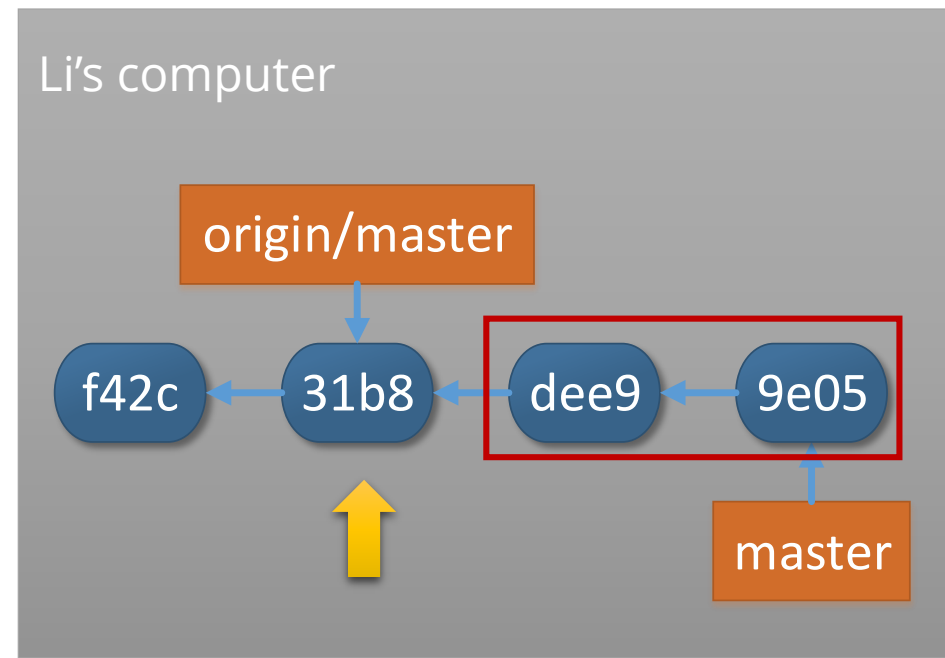 Li’s computer
origin/master
f42c
31b8
dee9
9e05
master